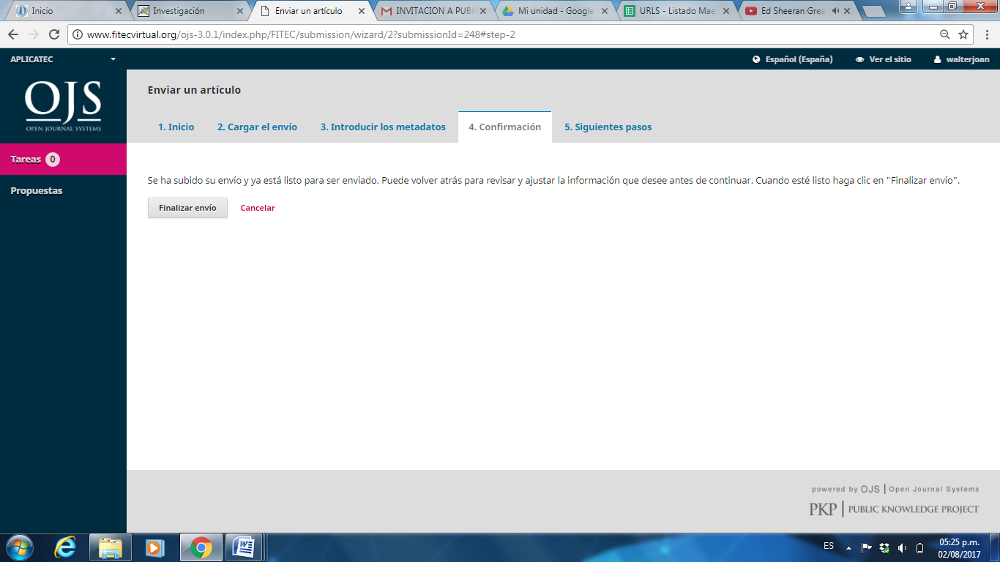 Inicio
Investigación
Enviar un artículo
INVITACION A PUBL
Mi unidad - Google
URLS - Listado Mae
Ed Sheeran Grea
www.fitecvirtual.org/ojs-3.0.1/index.php/FITEC/submission/wizard/2?submissionId=248#step-2
APLICATEC
Español (España)
Ver el sitio
walterjoan
OJS
OPEN JOURNAL SYSTEMS
Tareas 0
Propuestas
Enviar un artículo
1. Inicio
2. Cargar el envío
3. Introducir los metadatos
4. Confirmación
5. Siguientes pasos
Se ha subido su envío y ya está listo para ser enviado. Puede volver atrás para revisar y ajustar la información que desee antes de continuar. Cuando esté listo haga clic en "Finalizar envío".
Finalizar envío
Cancelar
powered by OJS | Open Journal Systems
PKP | PUBLIC KNOWLEDGE PROJECT
ES
05:25 p.m.
02/08/2017